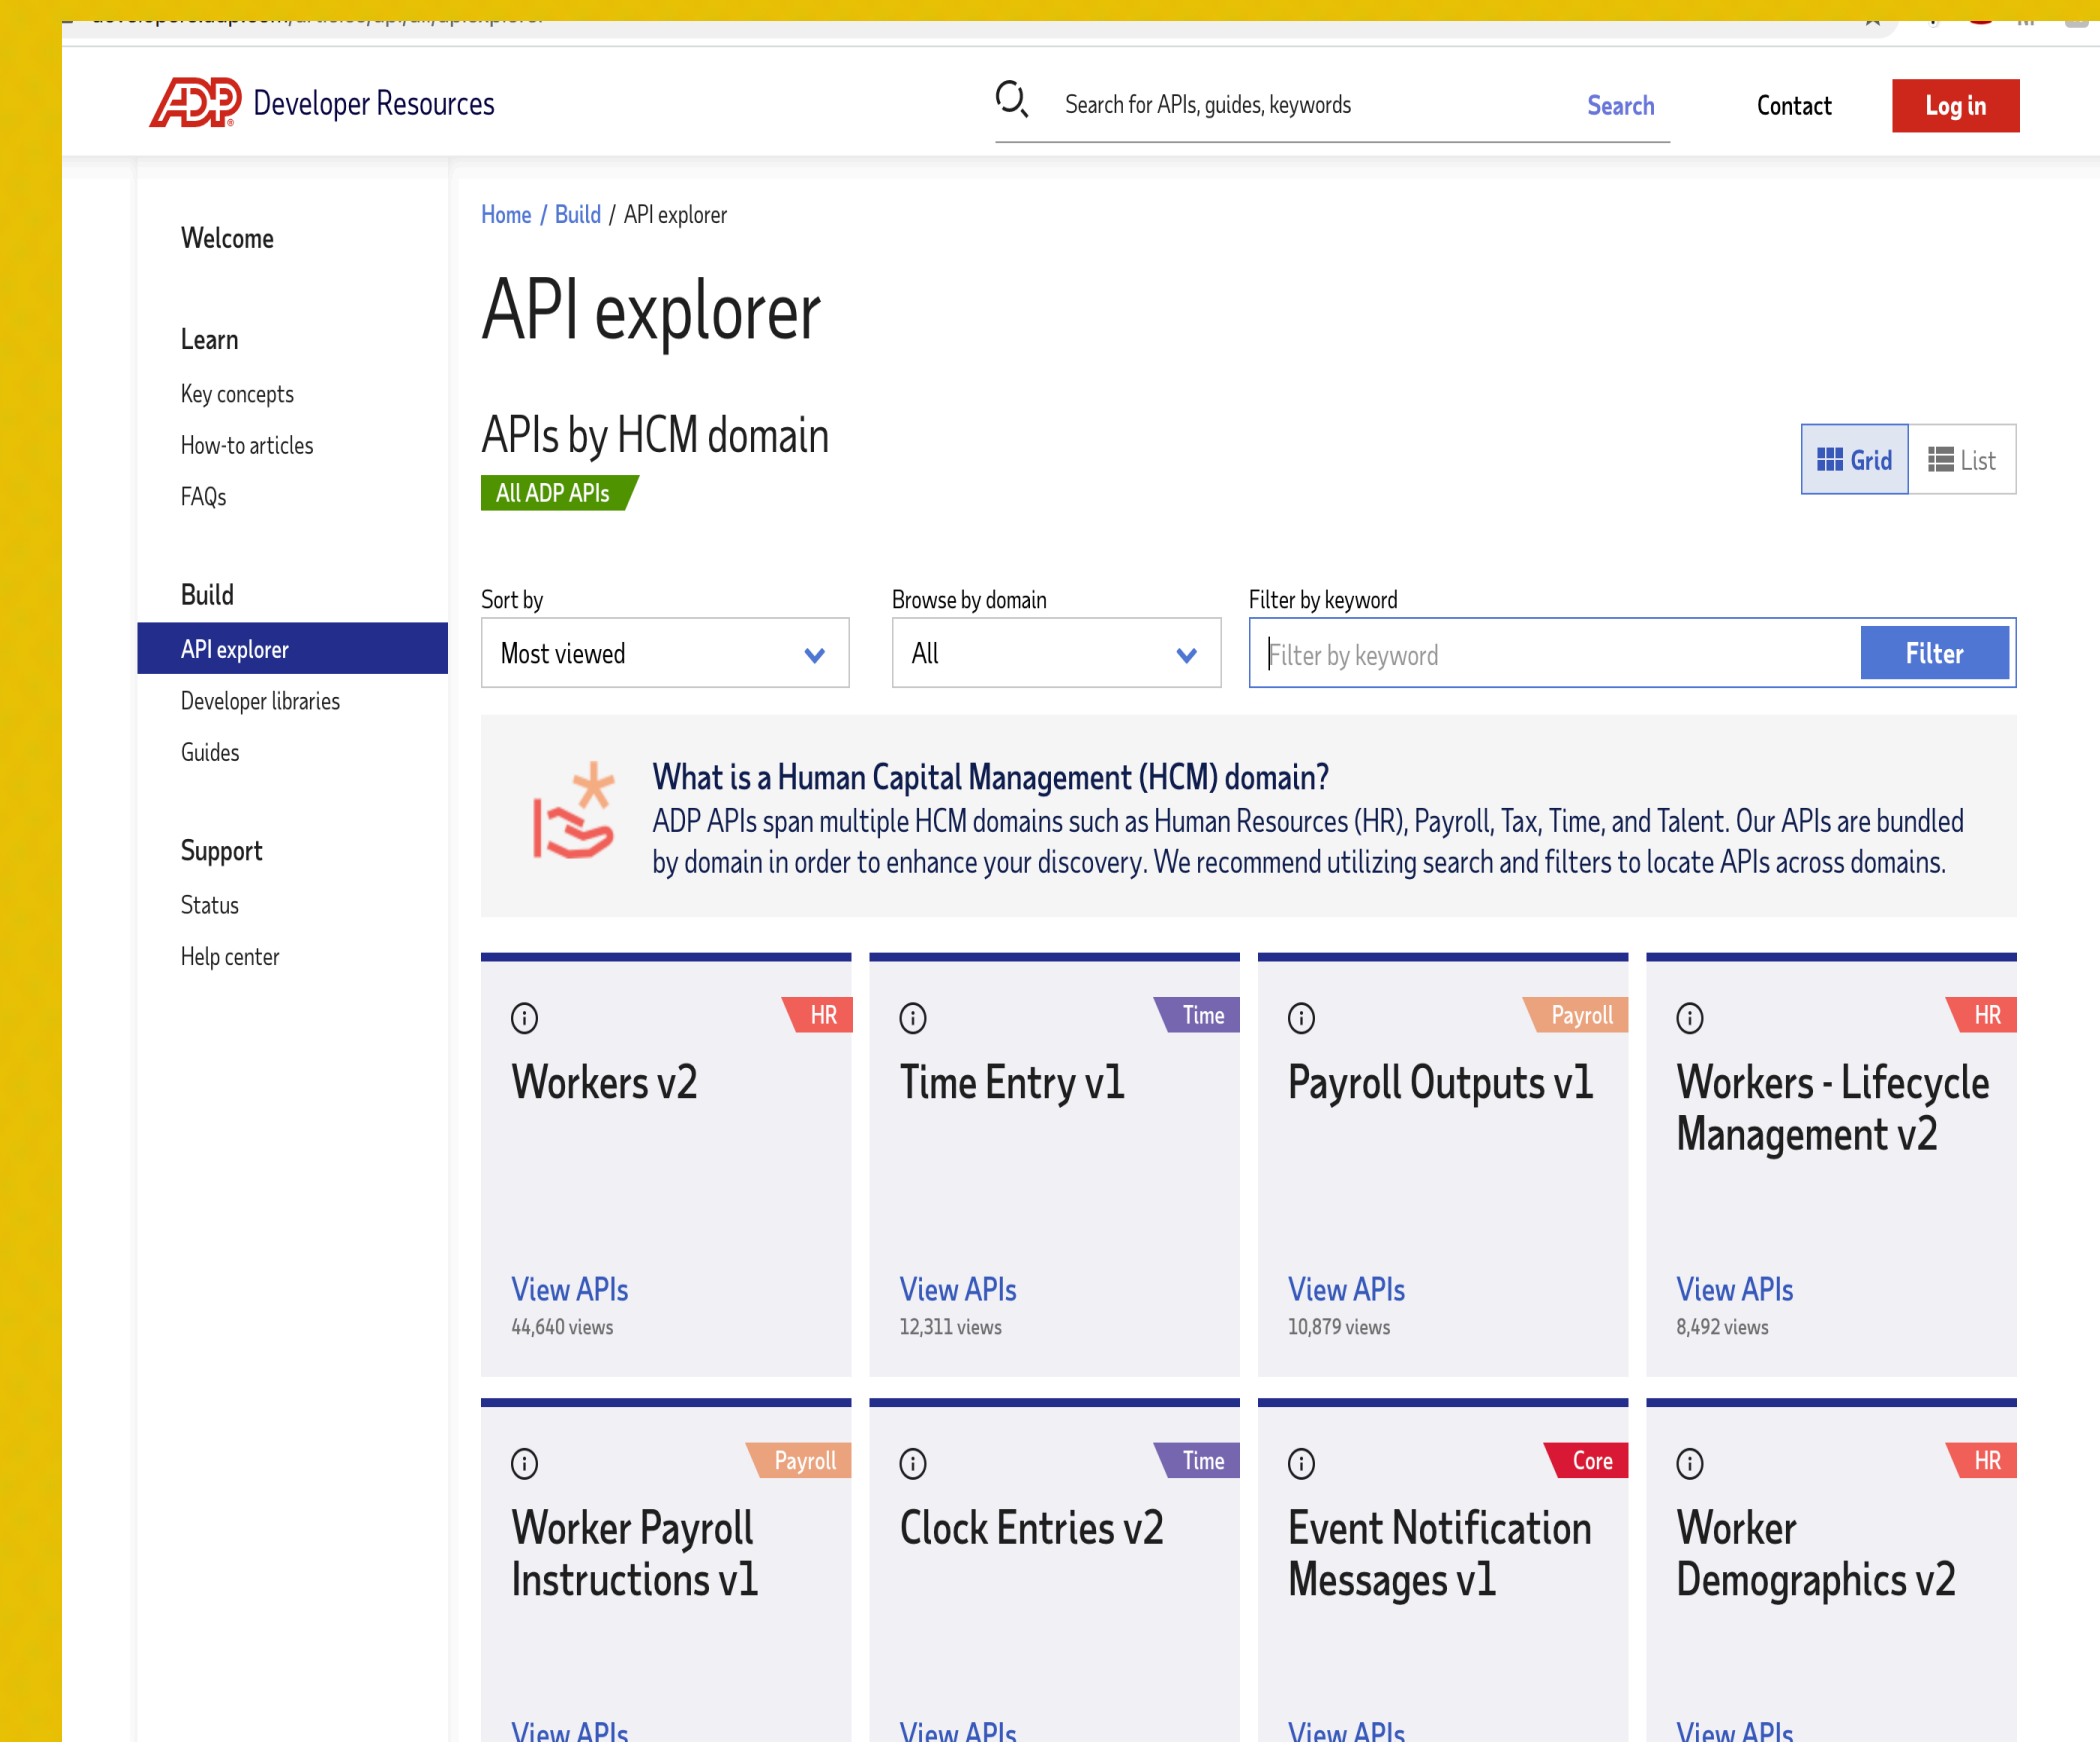 ADP Developer Resources
Search for APIs, guides, keywords
Search
Contact
Log in
Welcome
Learn
Key concepts
How-to articles
FAQs
Build
API explorer
Developer libraries
Guides
Support
Status
Help center
Home / Build / API explorer
API explorer
APIs by HCM domain
All ADP APIs
Grid
List
Sort by
Most viewed
Browse by domain
All
Filter by keyword
Filter by keyword
Filter
What is a Human Capital Management (HCM) domain?
ADP APIs span multiple HCM domains such as Human Resources (HR), Payroll, Tax, Time, and Talent. Our APIs are bundled
by domain in order to enhance your discovery. We recommend utilizing search and filters to locate APIs across domains.
HR
Workers v2
View APIs
44,640 views
Time
Time Entry v1
View APIs
12,311 views
Payroll
Payroll Outputs v1
View APIs
10,879 views
HR
Workers - Lifecycle
Management v2
View APIs
8,492 views
Payroll
Worker Payroll
Instructions v1
View APIs
Time
Clock Entries v2
View APIs
Core
Event Notification
Messages v1
View APIs
HR
Worker
Demographics v2
View APIs